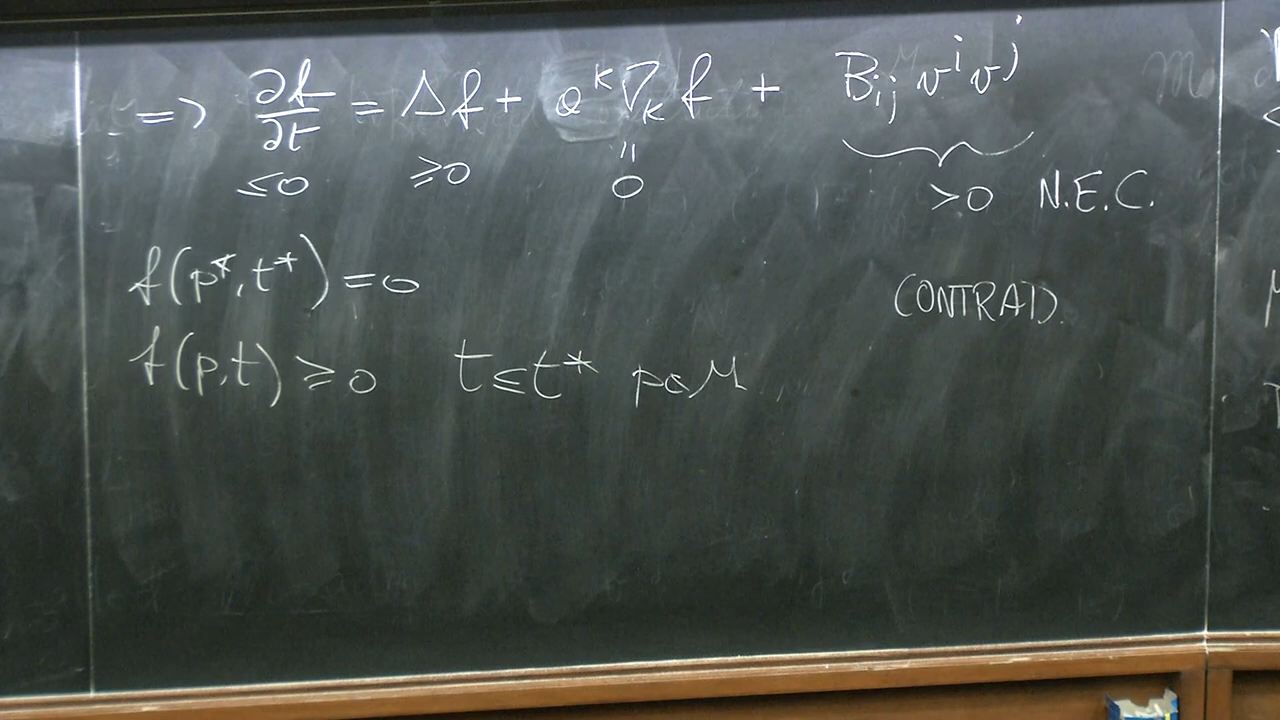 => ∂f/∂t = Δf + a^k ∇_k f + B_ij v^i v^j
≤0 ≥0 = 0 >0 N.E.C.
f(p*,t*) = 0
CONTRAD.
f(p,t) ≥ 0 t ≤ t* p∈M